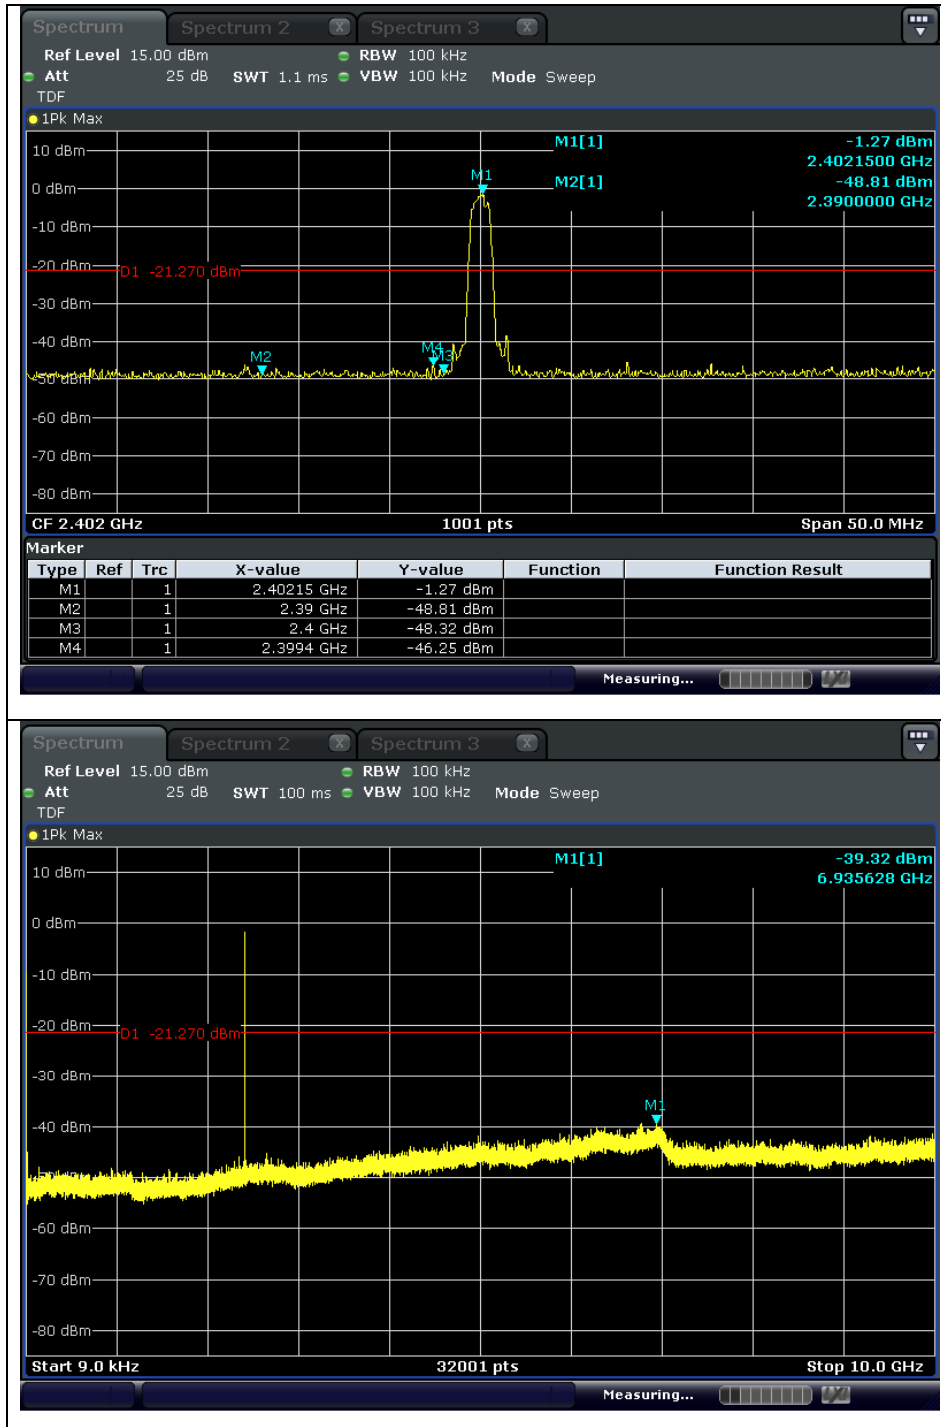 Spectrum Spectrum 2 X Spectrum 3 X
Ref Level 15.00 dBm RBW 100 kHz
Att 25 dB SWT 1.1 ms VBW 100 kHz Mode Sweep
TDF
1Pk Max
M1[1] -1.27 dBm
2.4021500 GHz
M2[1] -48.81 dBm
2.3900000 GHz
10 dBm
M1
0 dBm
-10 dBm
-20 dBm
D1 -21.270 dBm
-30 dBm
-40 dBm
M2 M4 M3
-50 dBm
-60 dBm
-70 dBm
-80 dBm
CF 2.402 GHz 1001 pts Span 50.0 MHz
Marker
Type Ref Trc X-value Y-value Function Function Result
M1 1 2.40215 GHz -1.27 dBm
M2 1 2.39 GHz -48.81 dBm
M3 1 2.4 GHz -48.32 dBm
M4 1 2.3994 GHz -46.25 dBm
Measuring...
Spectrum Spectrum 2 X Spectrum 3 X
Ref Level 15.00 dBm RBW 100 kHz
Att 25 dB SWT 100 ms VBW 100 kHz Mode Sweep
TDF
1Pk Max
M1[1] -39.32 dBm
6.935628 GHz
10 dBm
0 dBm
-10 dBm
-20 dBm
D1 -21.270 dBm
-30 dBm
M1
-40 dBm
-60 dBm
-70 dBm
-80 dBm
Start 9.0 kHz 32001 pts Stop 10.0 GHz
Measuring...